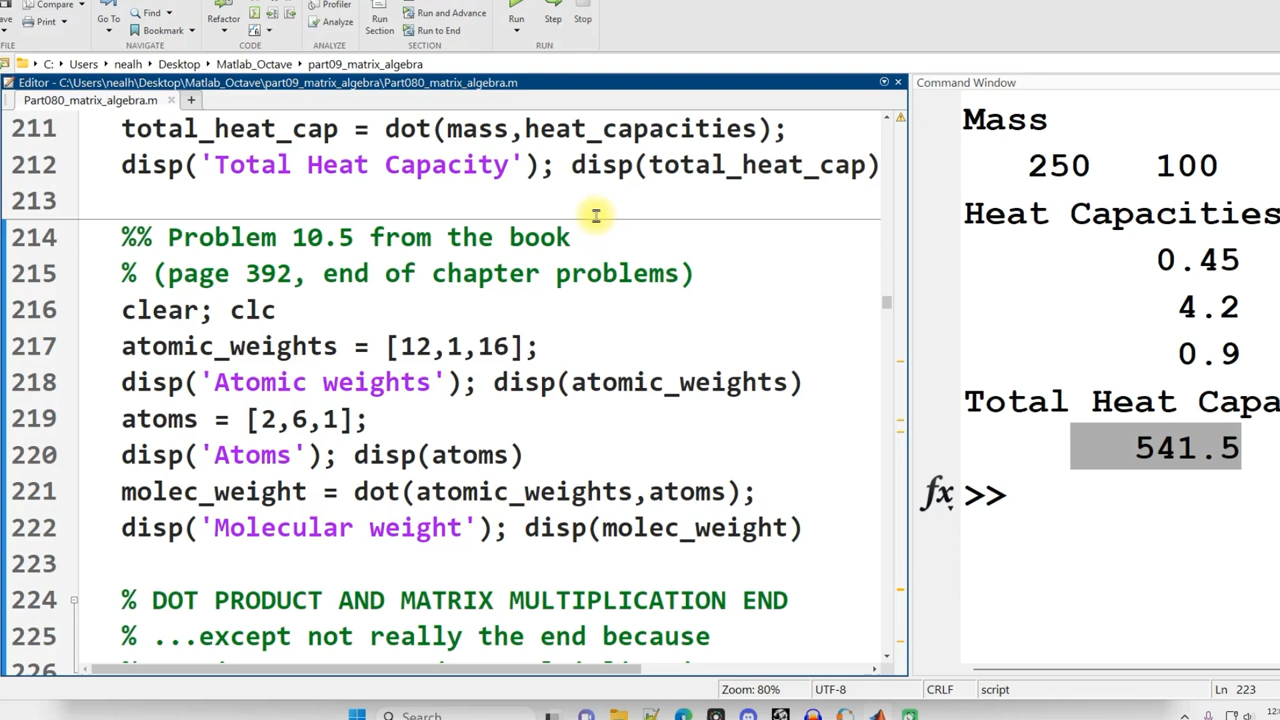 Compare
Print
Go To
Find
Bookmark
Refactor
Profiler
Analyze
Run
Section
Run and Advance
Run to End
Run
Step
Stop
FILE
NAVIGATE
CODE
ANALYZE
SECTION
RUN
C: Users nealh Desktop Matlab_Octave part09_matrix_algebra
Editor - C:\Users\nealh\Desktop\Matlab_Octave\part09_matrix_algebra\Part080_matrix_algebra.m
Part080_matrix_algebra.m
211 total_heat_cap = dot(mass,heat_capacities);
212 disp('Total Heat Capacity'); disp(total_heat_cap)
213
214 %% Problem 10.5 from the book
215 % (page 392, end of chapter problems)
216 clear; clc
217 atomic_weights = [12,1,16];
218 disp('Atomic weights'); disp(atomic_weights)
219 atoms = [2,6,1];
220 disp('Atoms'); disp(atoms)
221 molec_weight = dot(atomic_weights,atoms);
222 disp('Molecular weight'); disp(molec_weight)
223
224 % DOT PRODUCT AND MATRIX MULTIPLICATION END
225 % ...except not really the end because
226
Command Window
Mass
250 100
Heat Capacities
0.45
4.2
0.9
Total Heat Capa
541.5
fx >>
Zoom: 80% UTF-8 CRLF script Ln 223
Search